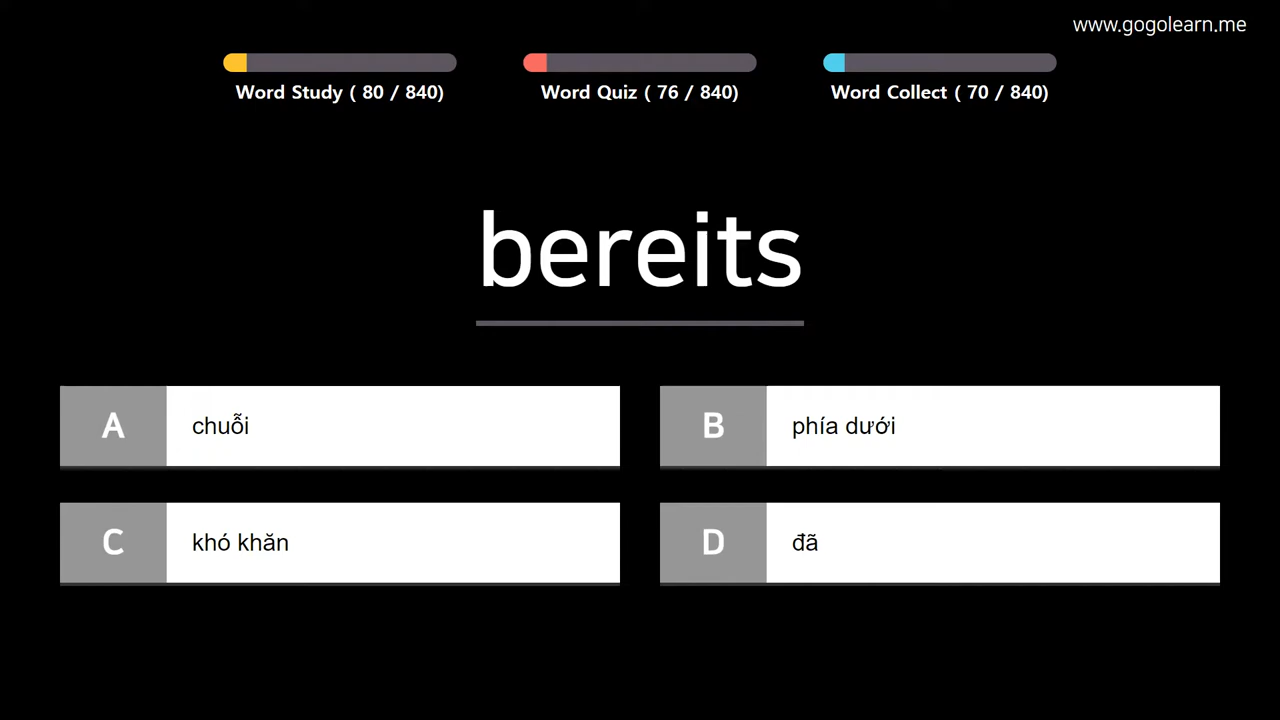 www.gogolearn.me
Word Study ( 80 / 840)
Word Quiz ( 76 / 840)
Word Collect ( 70 / 840)
bereits
A chuỗi
B phía dưới
C khó khăn
D đã